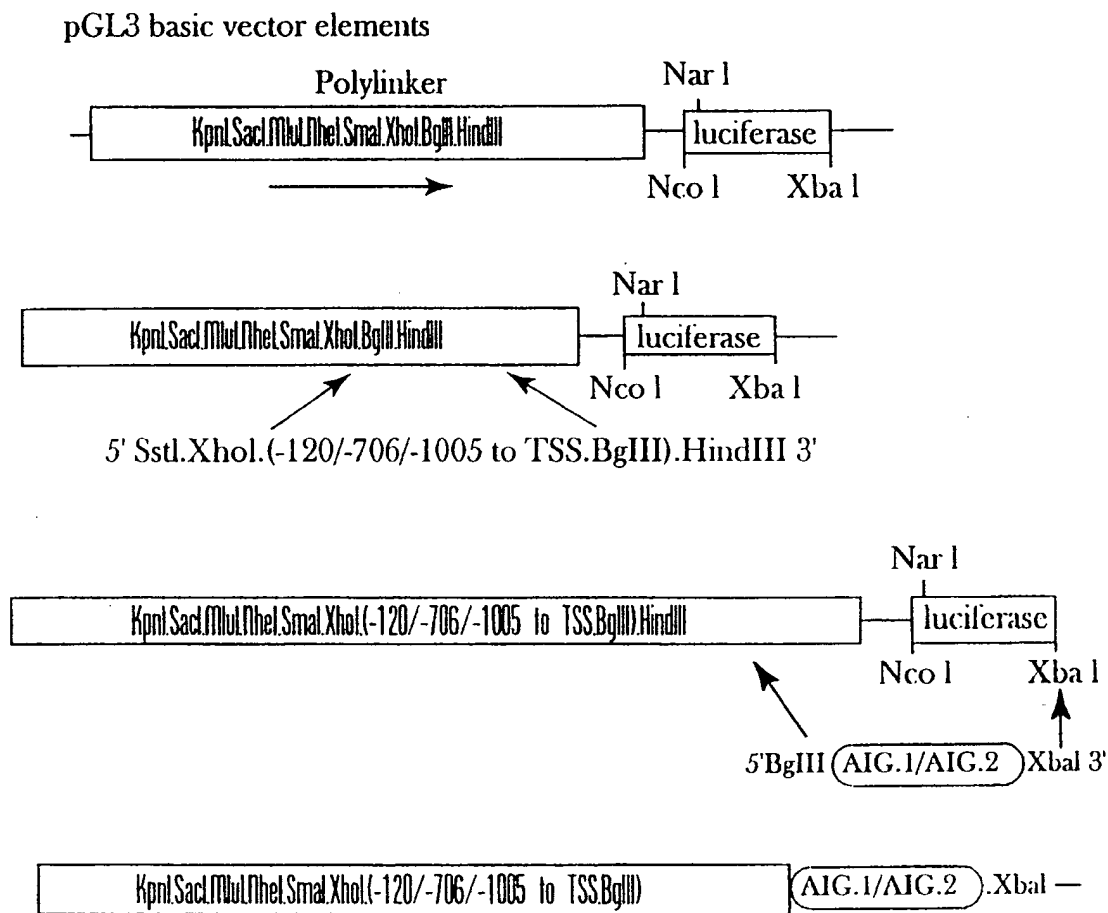 pGL3 basic vector elements
Polylinker
Nar l
KpnI.SacI.MluI.NheI.SmaI.XhoI.BglII.HindIII
luciferase
Nco l
Xba l
Nar l
KpnI.SacI.MluI.NheI.SmaI.XhoI.BglII.HindIII
luciferase
Nco l
Xba l
5' SstI.XhoI.(-120/-706/-1005 to TSS.BgIII).HindIII 3'
Nar l
KpnI.SacI.MluI.NheI.SmaI.XhoI.(-120/-706/-1005 to TSS.BglII).HindIII
luciferase
Nco l
Xba l
5'BgIII AIG.1/AIG.2 XbaI 3'
KpnI.SacI.MluI.NheI.SmaI.XhoI.(-120/-706/-1005 to TSS.BglII)
AIG.1/AIG.2 .XbaI —